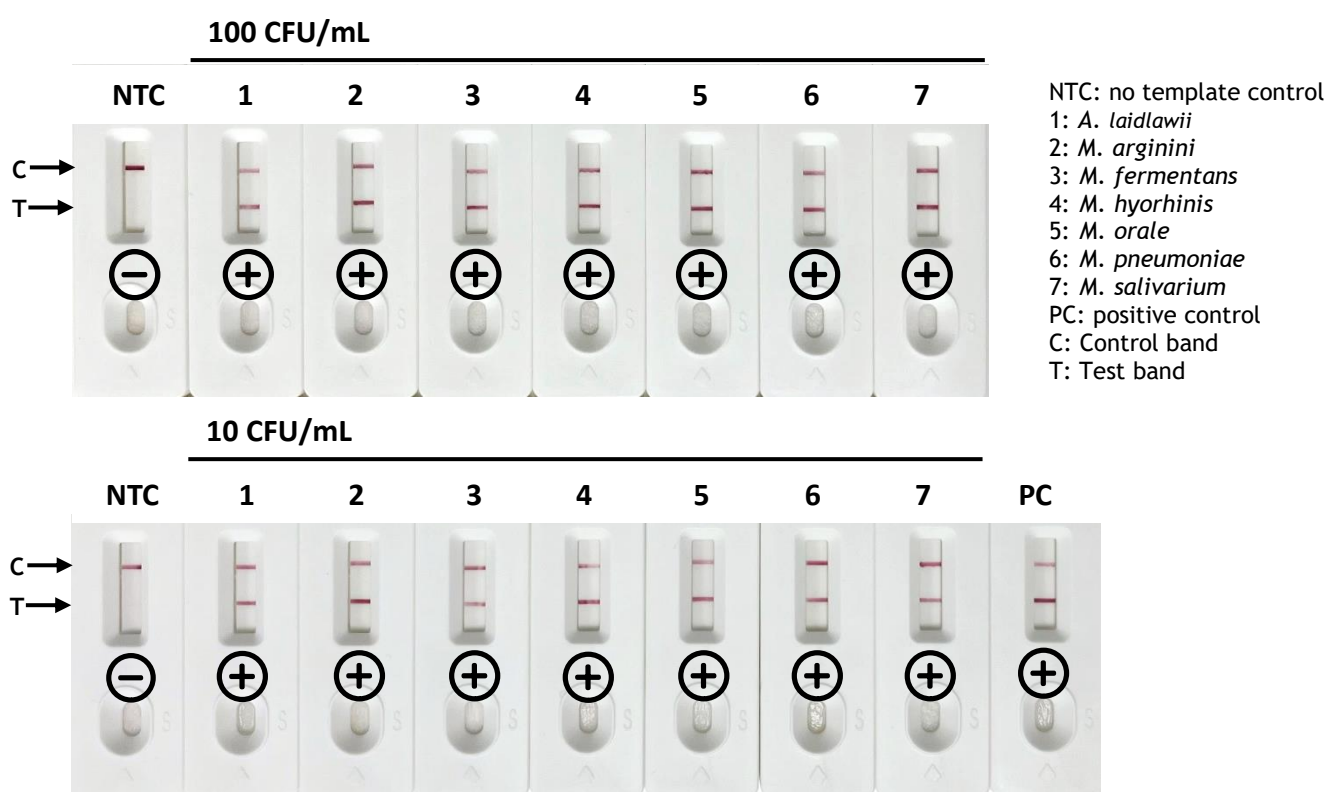 100 CFU/mL
NTC 1 2 3 4 5 6 7
C
T
S S S S S S S S
NTC: no template control
1: A. laidlawii
2: M. arginini
3: M. fermentans
4: M. hyorhinis
5: M. orale
6: M. pneumoniae
7: M. salivarium
PC: positive control
C: Control band
T: Test band
10 CFU/mL
NTC 1 2 3 4 5 6 7 PC
C
T
S S S S S S S S S